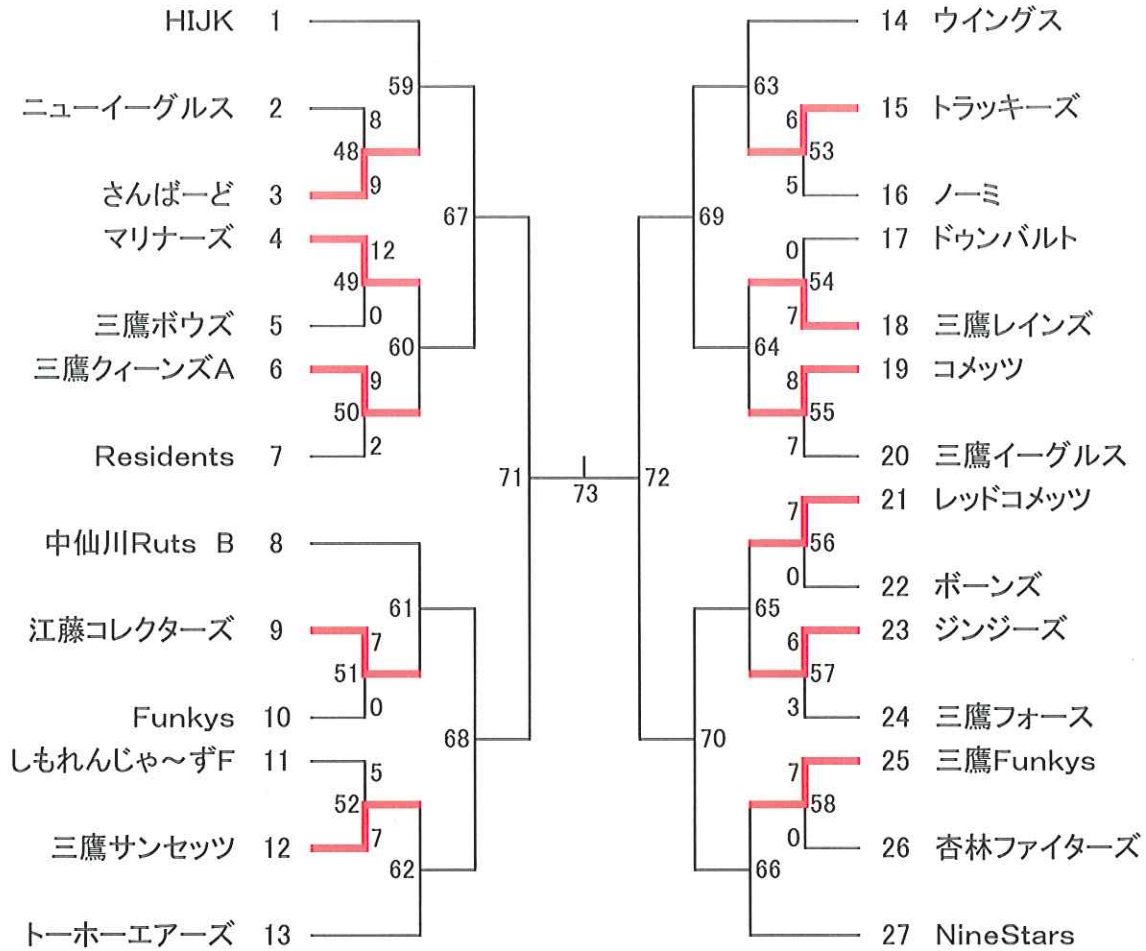 HIJK 1
59
ニューイーグルス 2
8
48
さんばーど 3
9
67
マリナーズ 4
12
49
三鷹ボウズ 5
0
60
三鷹クィーンズA 6
9
50
Residents 7
2
71
中仙川Ruts B 8
61
江藤コレクターズ 9
7
51
Funkys 10
0
68
しもれんじゃ~ずF 11
5
52
三鷹サンセッツ 12
7
62
トーホーエアーズ 13
73
14 ウイングス
63
6
15 トラッキーズ
53
5
16 ノーミ
69
0
17 ドゥンバルト
54
7
18 三鷹レインズ
64
8
19 コメッツ
55
7
20 三鷹イーグルス
72
7
21 レッドコメッツ
56
0
22 ボーンズ
65
6
23 ジンジーズ
57
3
24 三鷹フォース
70
7
25 三鷹Funkys
58
0
26 杏林ファイターズ
66
27 NineStars